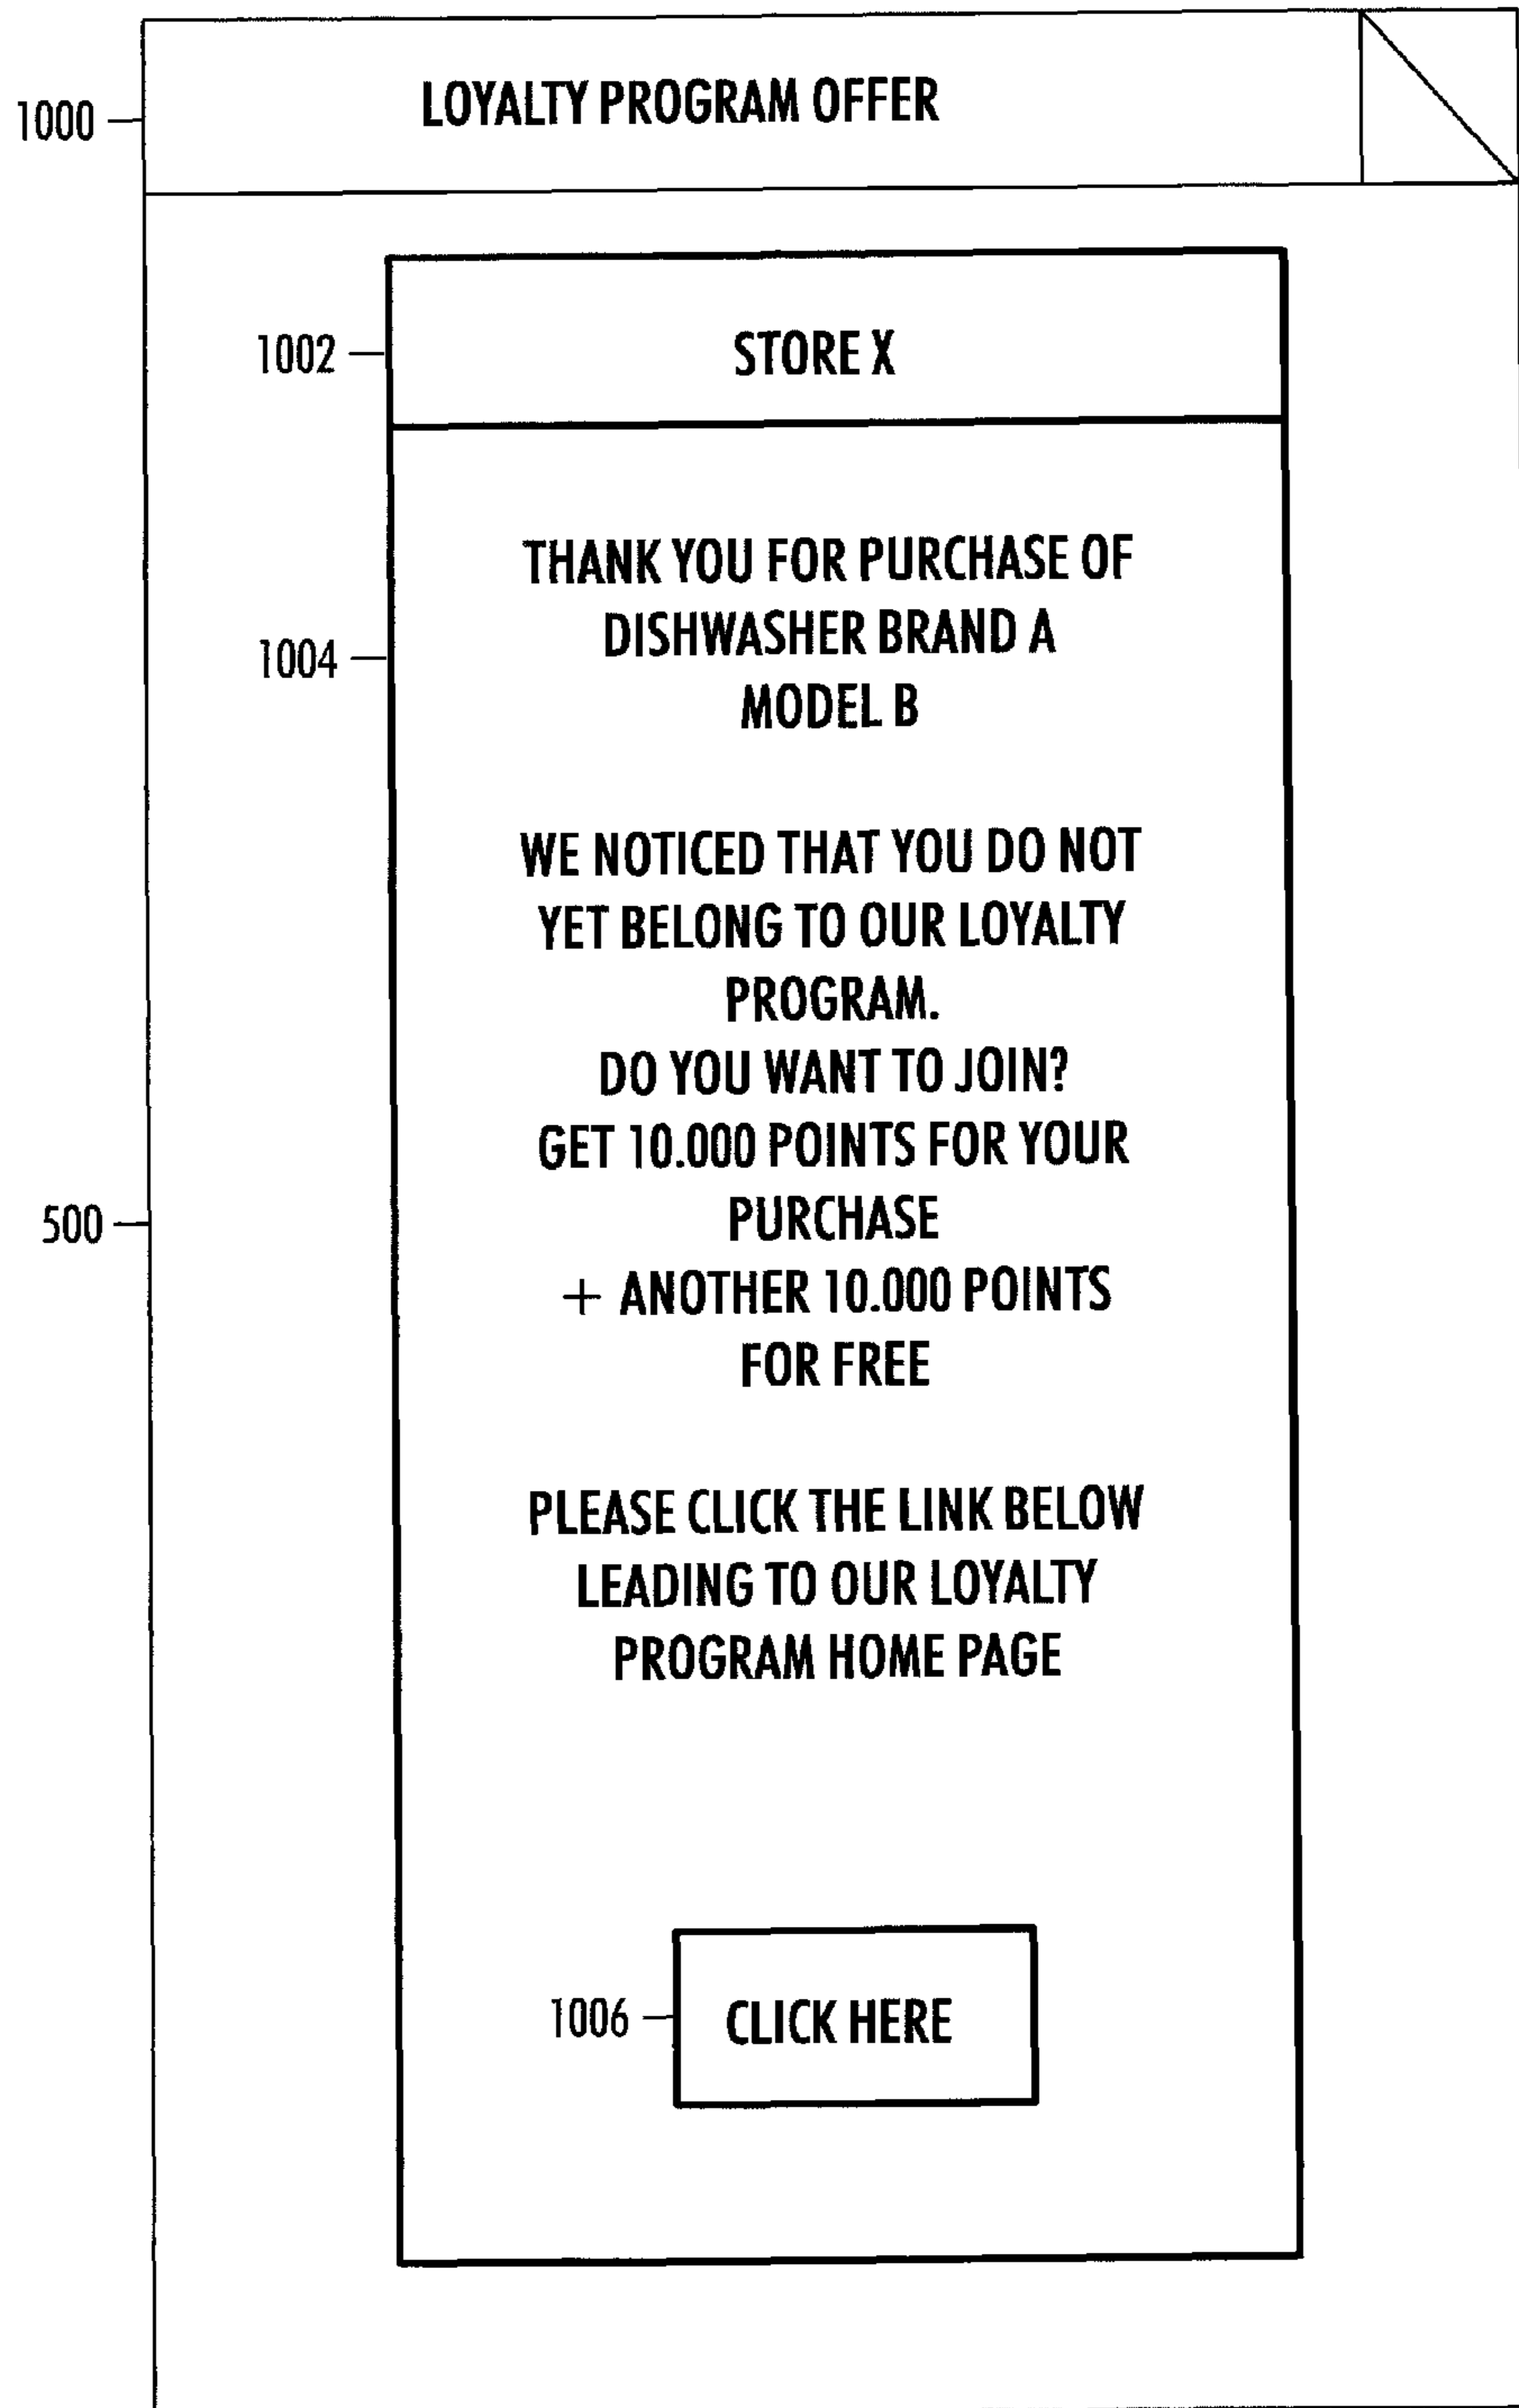 LOYALTY PROGRAM OFFER
1000
STORE X
1002
THANK YOU FOR PURCHASE OF
DISHWASHER BRAND A
1004
MODEL B
WE NOTICED THAT YOU DO NOT
YET BELONG TO OUR LOYALTY
PROGRAM.
DO YOU WANT TO JOIN?
GET 10.000 POINTS FOR YOUR
PURCHASE
500
+ ANOTHER 10.000 POINTS
FOR FREE
PLEASE CLICK THE LINK BELOW
LEADING TO OUR LOYALTY
PROGRAM HOME PAGE
1006
CLICK HERE